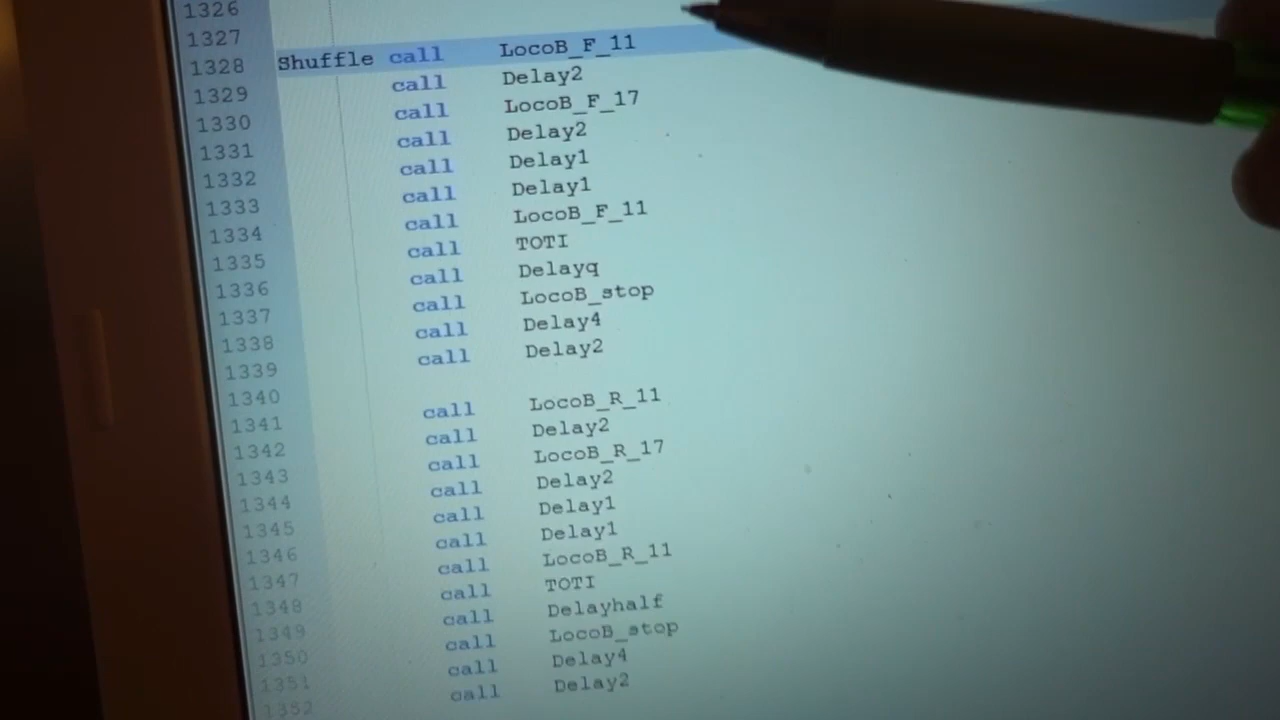 1326
1327
1328 Shuffle call LocoB_F_11
1329 call Delay2
1330 call LocoB_F_17
1331 call Delay2
1332 call Delay1
1333 call Delay1
1334 call LocoB_F_11
1335 call TOTI
1336 call Delayq
1337 call LocoB_stop
1338 call Delay4
1339 call Delay2
1340
1341 call LocoB_R_11
1342 call Delay2
1343 call LocoB_R_17
1344 call Delay2
1345 call Delay1
1346 call Delay1
1347 call LocoB_R_11
1348 call TOTI
1349 call Delayhalf
1350 call LocoB_stop
1351 call Delay4
1352 call Delay2